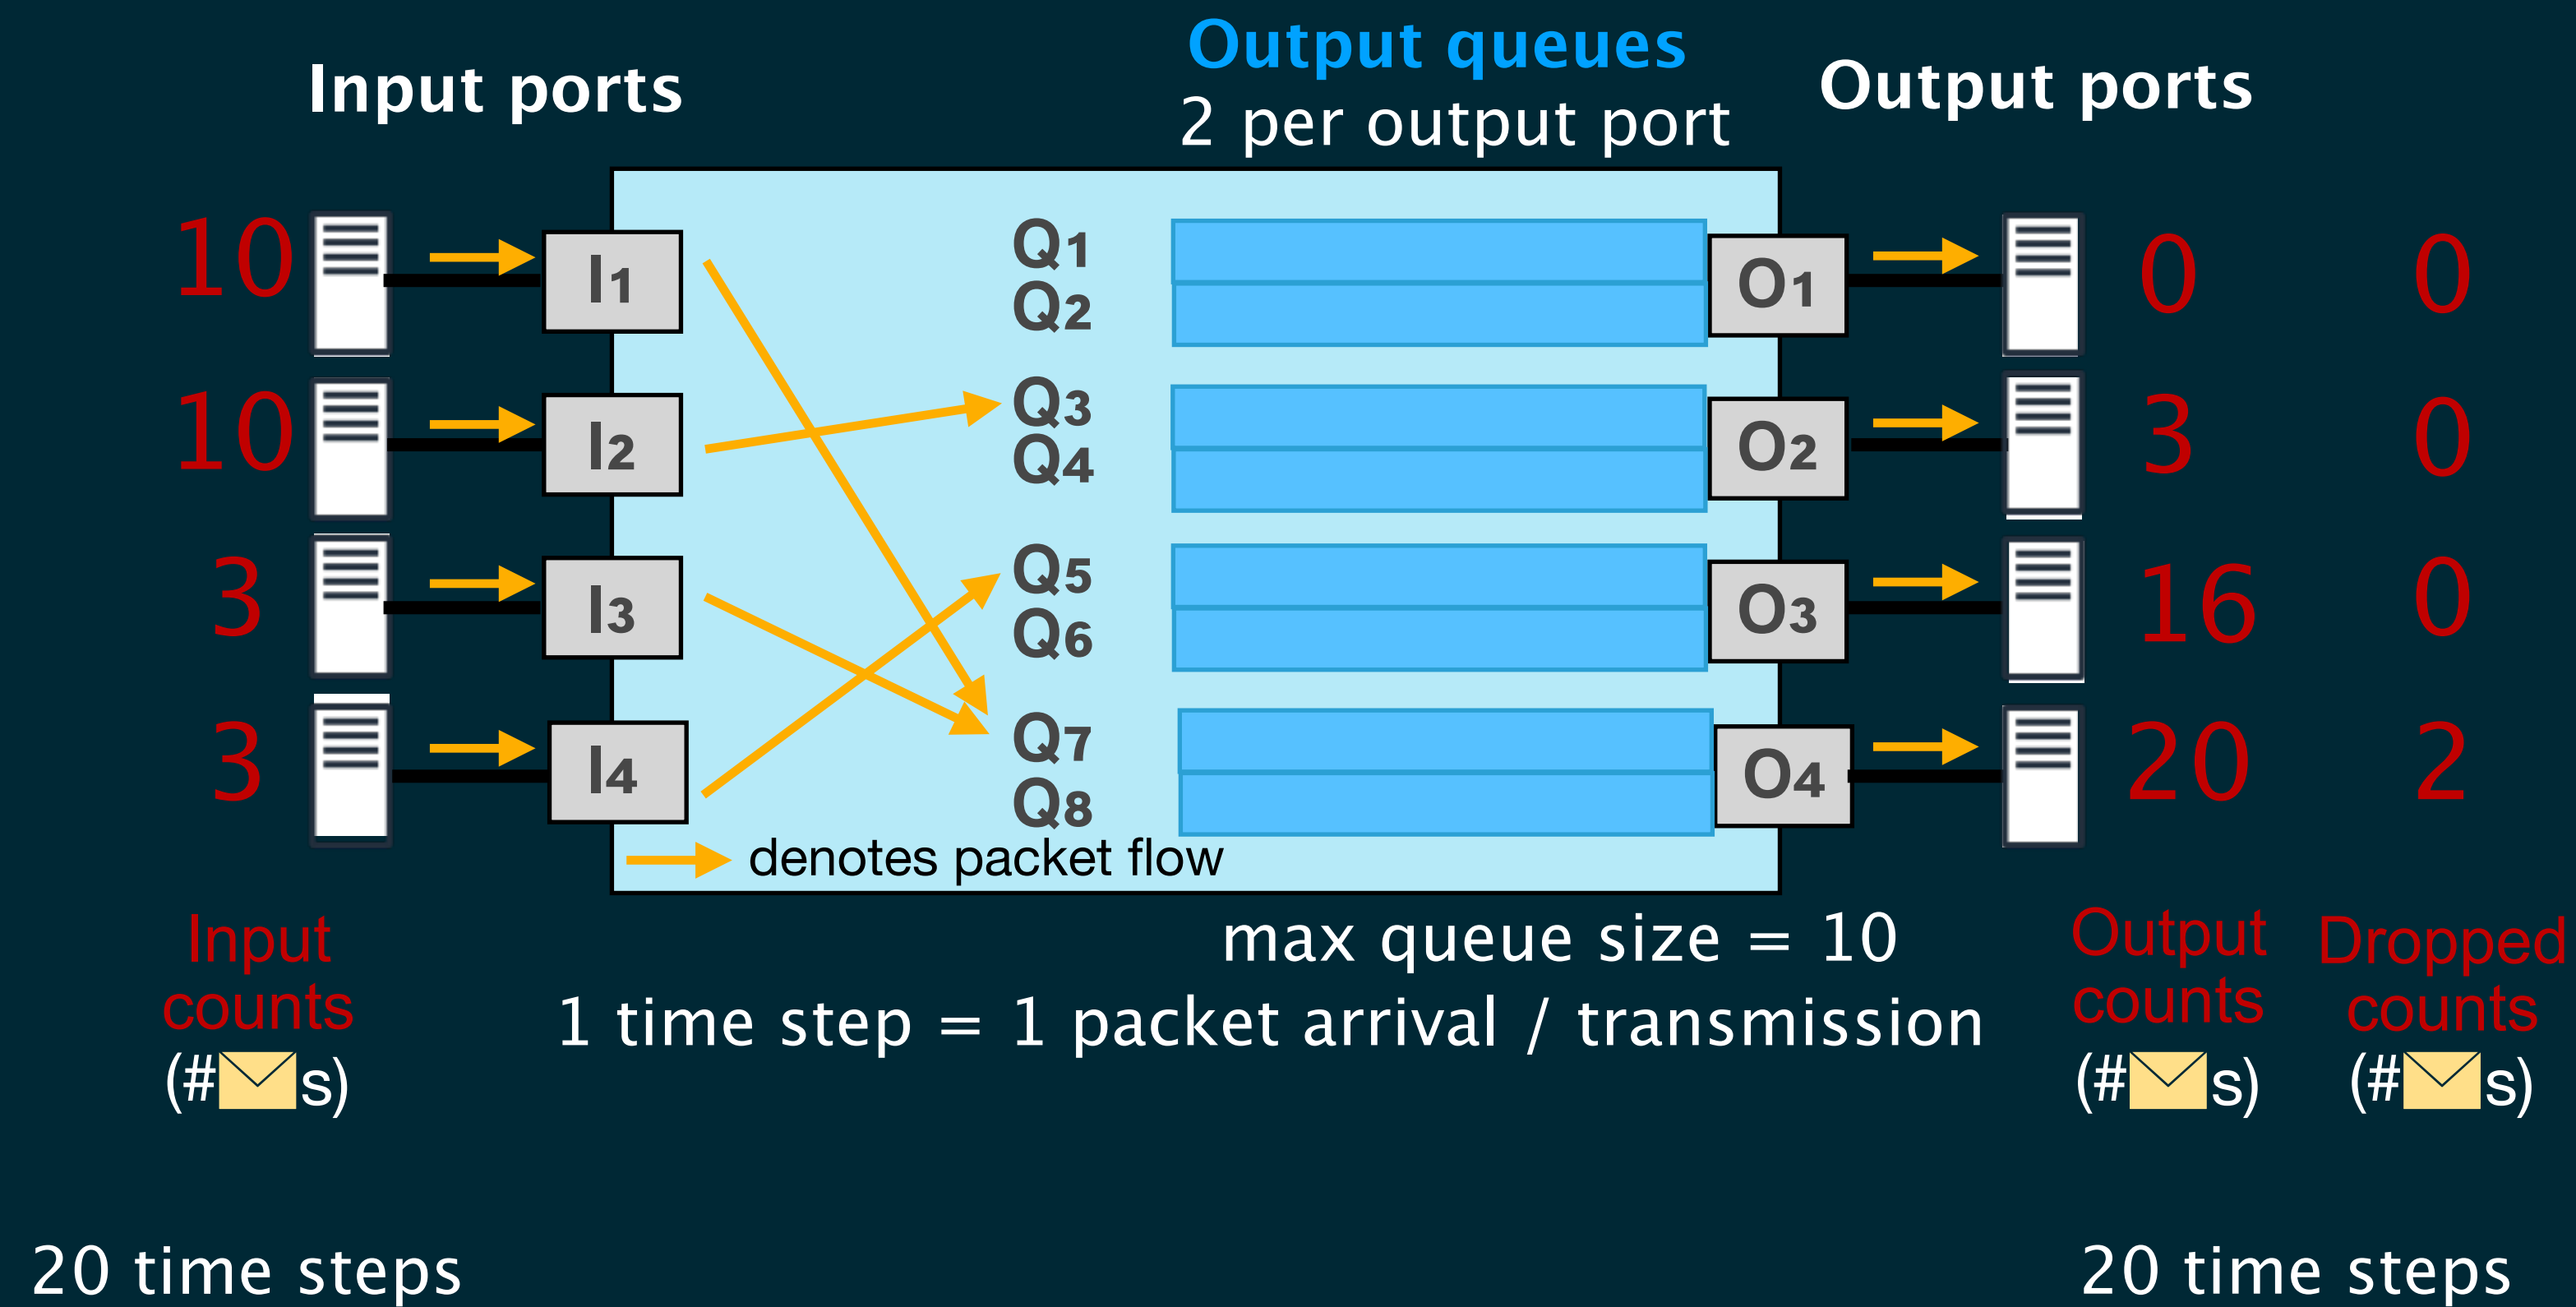 Output queues
Input ports
Output ports
2 per output port
10
I1
Q1
Q2
O1
0
0
10
I2
Q3
Q4
O2
3
0
3
I3
Q5
Q6
O3
16
0
3
I4
Q7
Q8
O4
20
2
denotes packet flow
Input
counts
(#s)
max queue size = 10
1 time step = 1 packet arrival / transmission
Output
counts
(#s)
Dropped
counts
(#s)
20 time steps
20 time steps